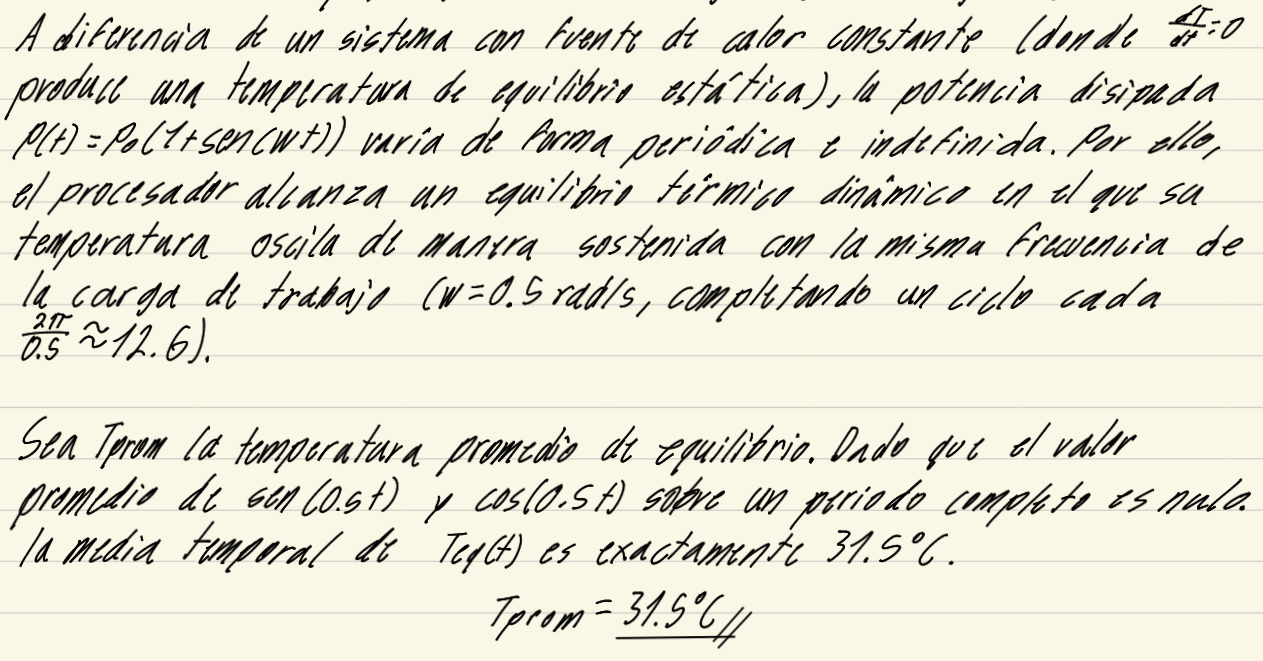 A diferencia de un sistema con fuente de calor constante (donde dT/dt = 0
produce una temperatura de equilibrio estática), la potencia disipada
P(t) = P₀(1+sen(wt)) varía de forma periódica e indefinida. Por ello,
el procesador alcanza un equilibrio térmico dinámico en el que su
temperatura oscila de manera sostenida con la misma frecuencia de
la carga de trabajo (w=0.5 rad/s, completando un ciclo cada
2π/0.5 ≈ 12.6).
Sea Tprom la temperatura promedio de equilibrio. Dado que el valor
promedio de sen(0.5t) y cos(0.5t) sobre un periodo completo es nulo.
la media temporal de Teq(t) es exactamente 31.5°C.
Tprom = 31.5°C//